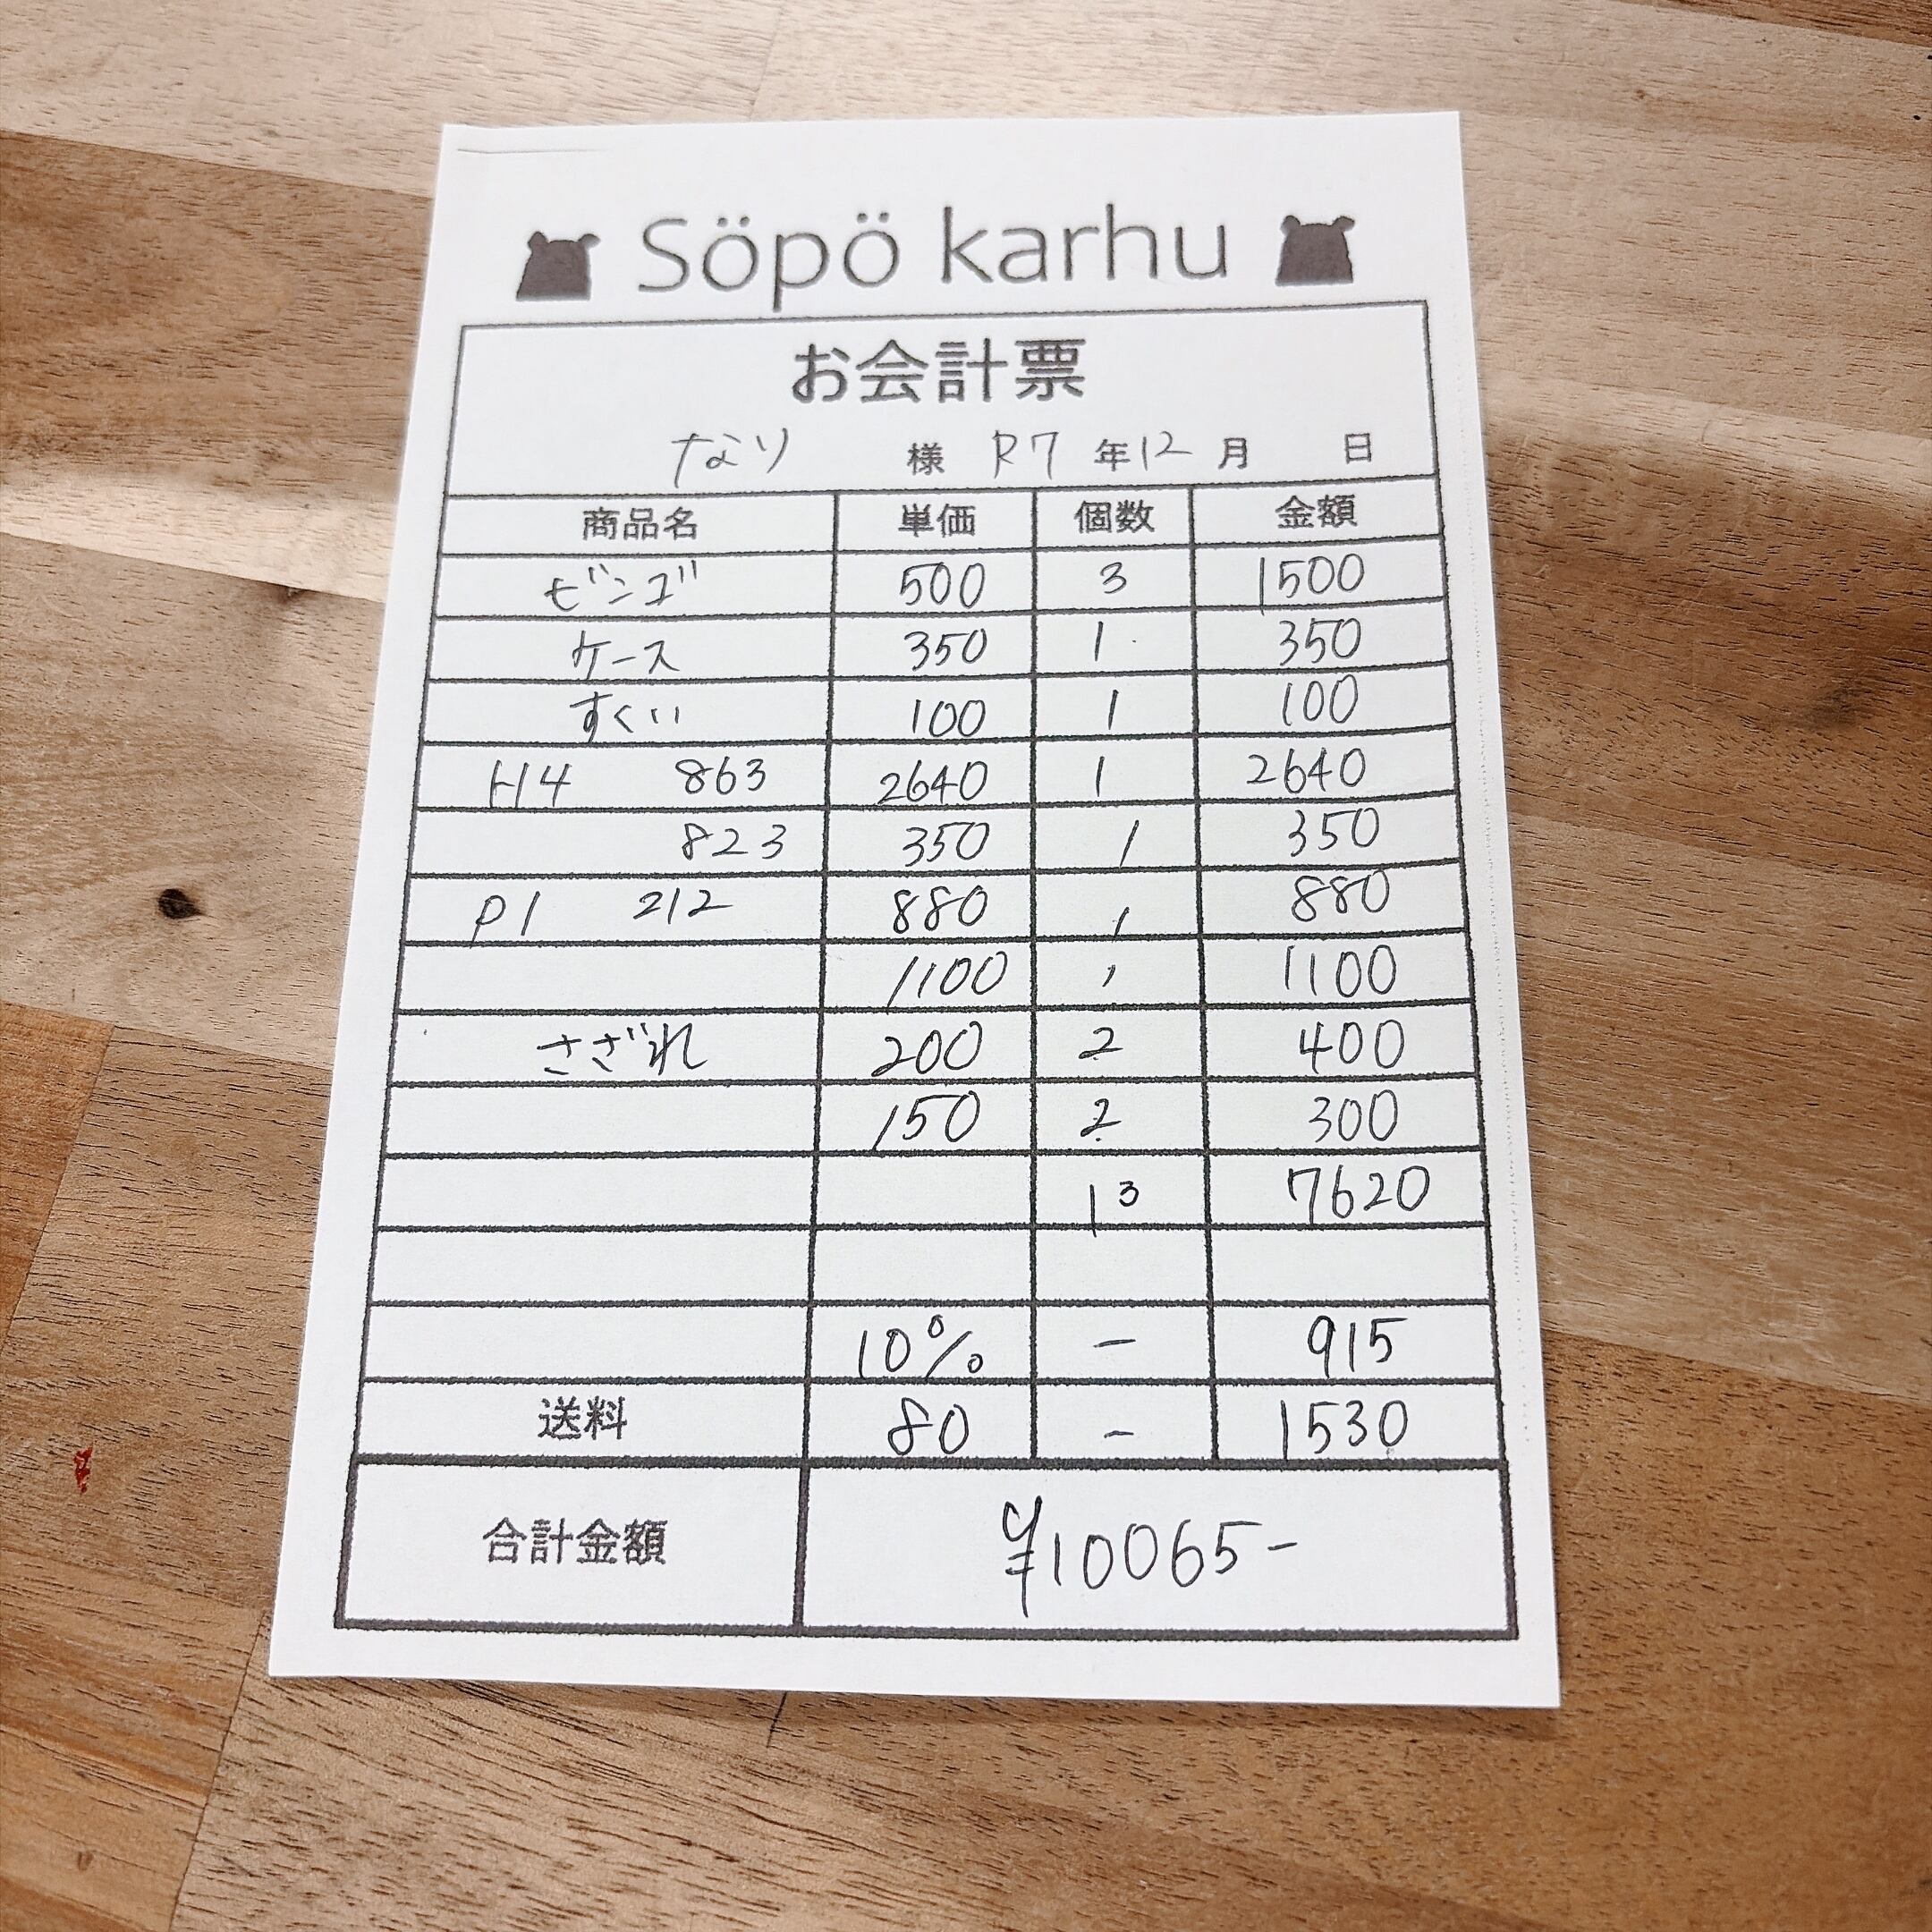 Söpö karhu
お会計票
なり 様 R7 年 12 月 日
商品名 単価 個数 金額
ビンゴ 500 3 1500
ケース 350 1 350
すくい 100 1 100
H4 863 2640 1 2640
823 350 1 350
P1 212 880 1 880
1100 1 1100
さざれ 200 2 400
150 2 300
13 7620
10% - 915
送料 80 - 1530
合計金額 ¥10065-